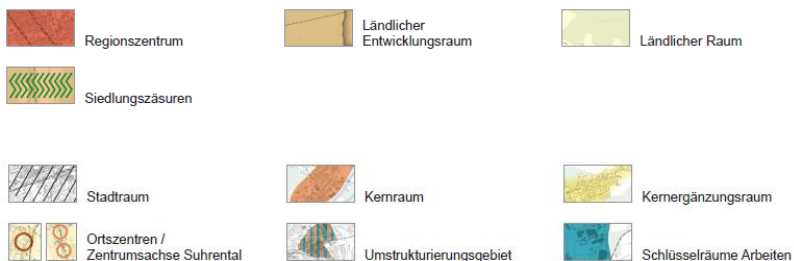 Regionszentrum
Ländlicher
Entwicklungsraum
Ländlicher Raum
Siedlungszäsuren
Stadtraum
Kernraum
Kernergänzungsraum
Ortszentren /
Zentrumsachse Suhrental
Umstrukturierungsgebiet
Schlüsselräume Arbeiten